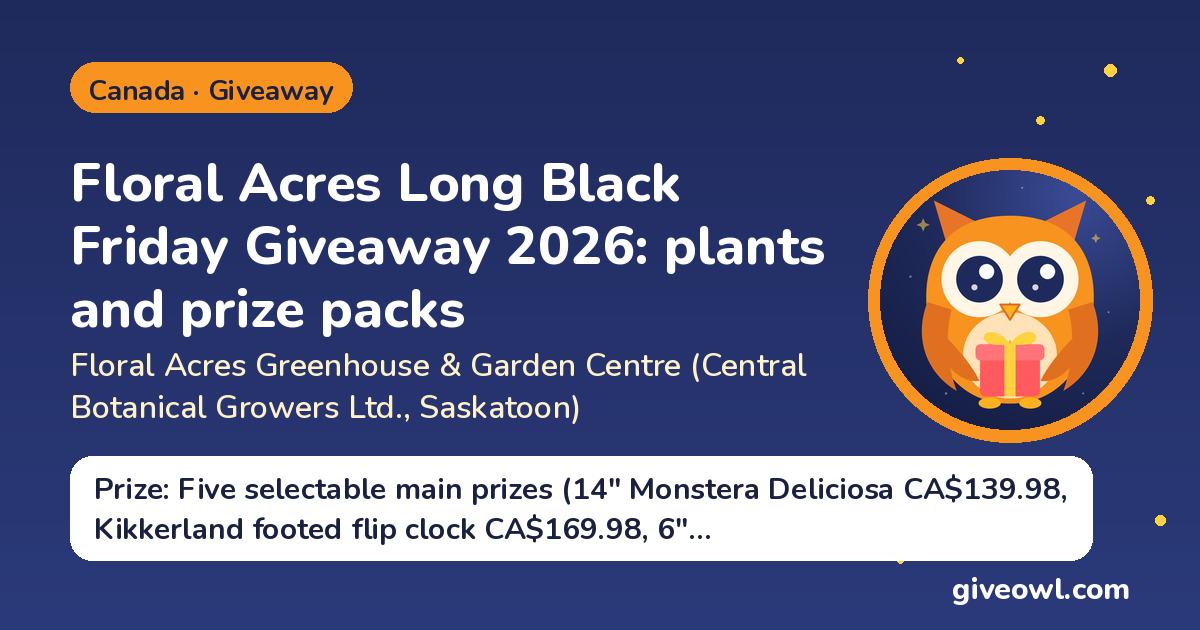 Canada · Giveaway
Floral Acres Long Black
Friday Giveaway 2026: plants
and prize packs
Floral Acres Greenhouse & Garden Centre (Central
Botanical Growers Ltd., Saskatoon)
Prize: Five selectable main prizes (14" Monstera Deliciosa CA$139.98,
Kikkerland footed flip clock CA$169.98, 6"...
giveowl.com